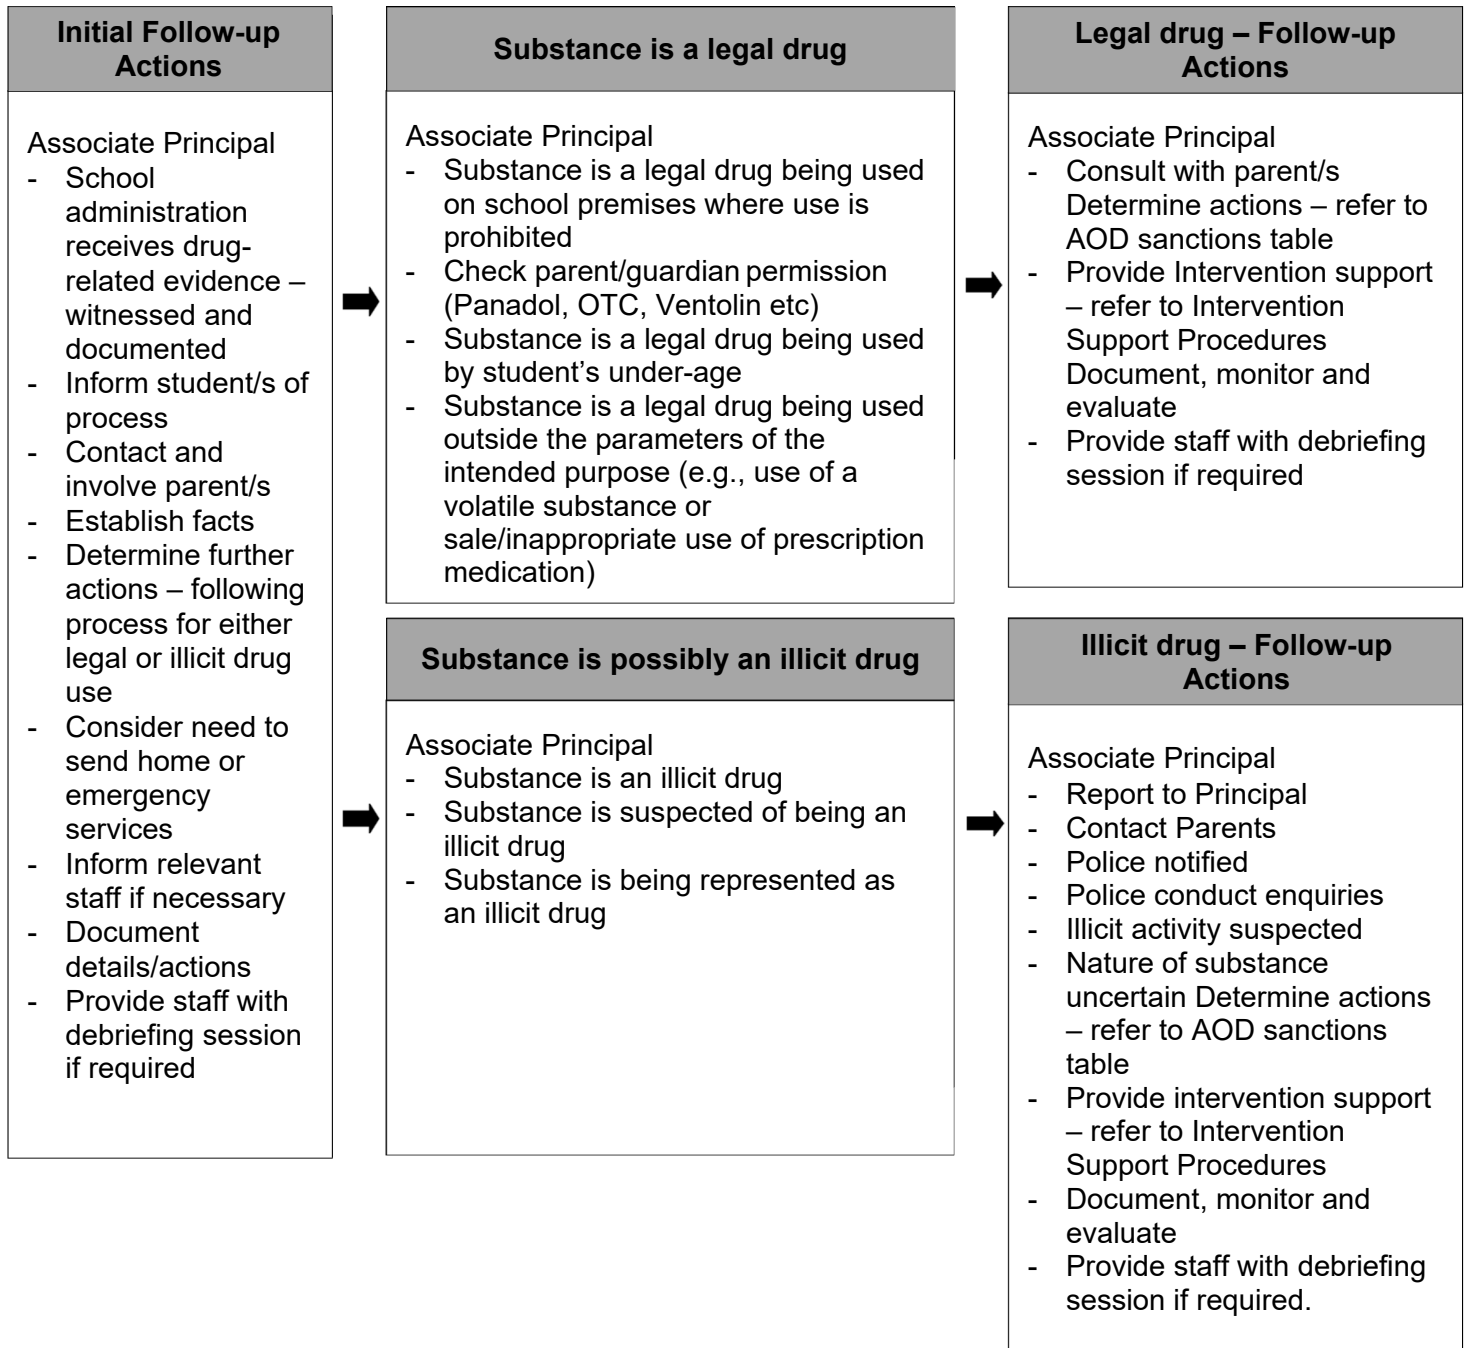 Initial Follow-up
Actions
Associate Principal
- School
administration
receives drug-
related evidence –
witnessed and
documented
- Inform student/s of
process
- Contact and
involve parent/s
- Establish facts
- Determine further
actions – following
process for either
legal or illicit drug
use
- Consider need to
send home or
emergency
services
- Inform relevant
staff if necessary
- Document
details/actions
- Provide staff with
debriefing session
if required
Substance is a legal drug
Associate Principal
- Substance is a legal drug being used
on school premises where use is
prohibited
- Check parent/guardian permission
(Panadol, OTC, Ventolin etc)
- Substance is a legal drug being used
by student’s under-age
- Substance is a legal drug being used
outside the parameters of the
intended purpose (e.g., use of a
volatile substance or
sale/inappropriate use of prescription
medication)
Legal drug – Follow-up
Actions
Associate Principal
- Consult with parent/s
Determine actions – refer to
AOD sanctions table
- Provide Intervention support
– refer to Intervention
Support Procedures
Document, monitor and
evaluate
- Provide staff with debriefing
session if required
Substance is possibly an illicit drug
Associate Principal
- Substance is an illicit drug
- Substance is suspected of being an
illicit drug
- Substance is being represented as
an illicit drug
Illicit drug – Follow-up
Actions
Associate Principal
- Report to Principal
- Contact Parents
- Police notified
- Police conduct enquiries
- Illicit activity suspected
- Nature of substance
uncertain Determine actions
– refer to AOD sanctions
table
- Provide intervention support
– refer to Intervention
Support Procedures
- Document, monitor and
evaluate
- Provide staff with debriefing
session if required.